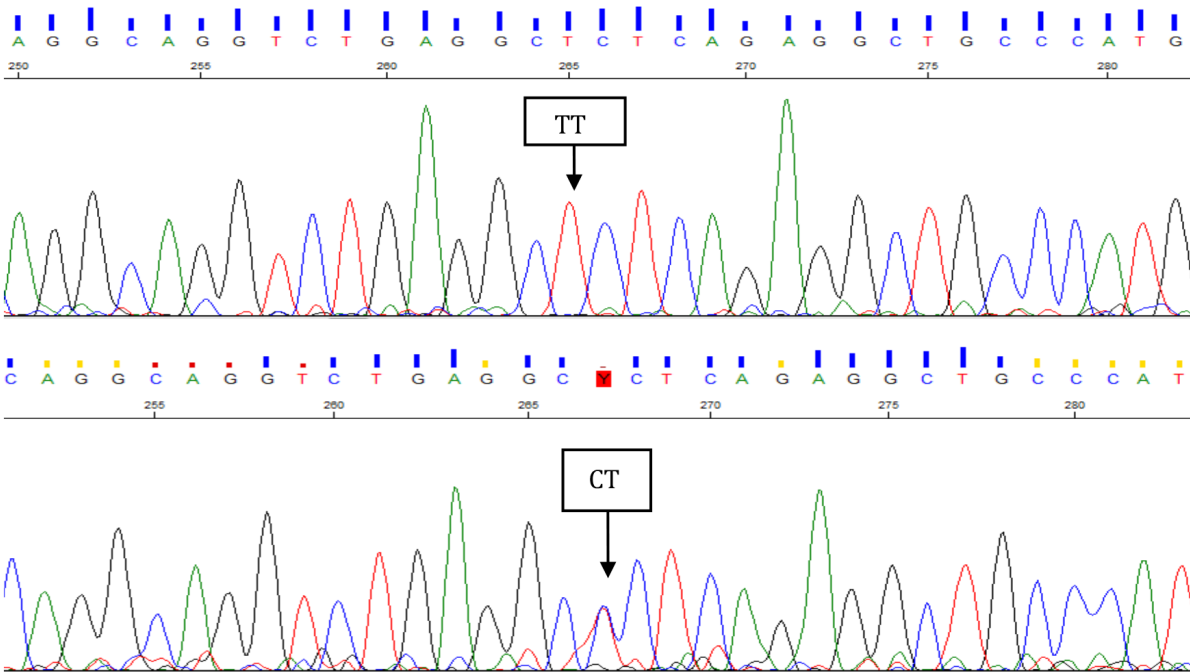 A G G C A G G T C T G A G G C T C T C A G A G G C T G C C C A T G
250 255 260 265 270 275 280
TT
C A G G C A G G T C T G A G G C Y C T C A G A G G C T G C C C A T
255 260 265 270 275 280
CT